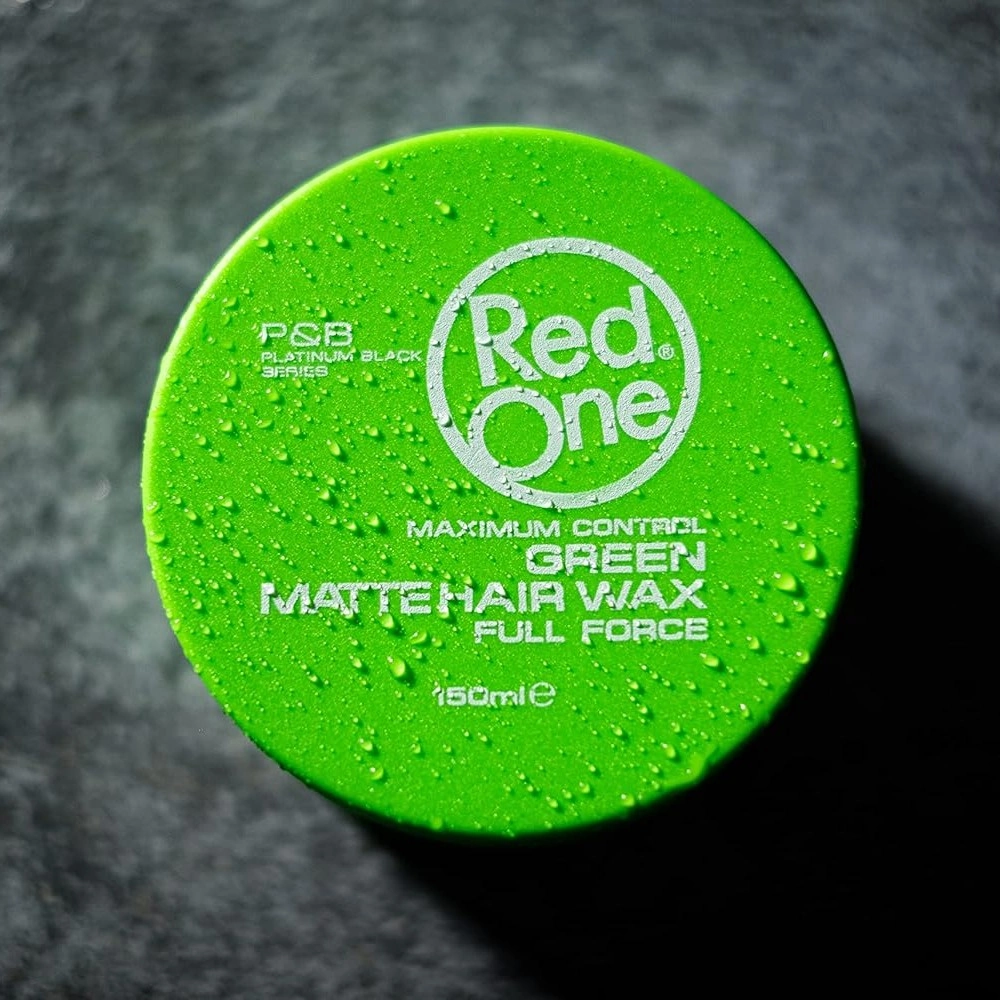 Red
One®
P&B
PLATINUM BLACK
SERIES
MAXIMUM CONTROL
GREEN
MATTE HAIR WAX
FULL FORCE
150ml e